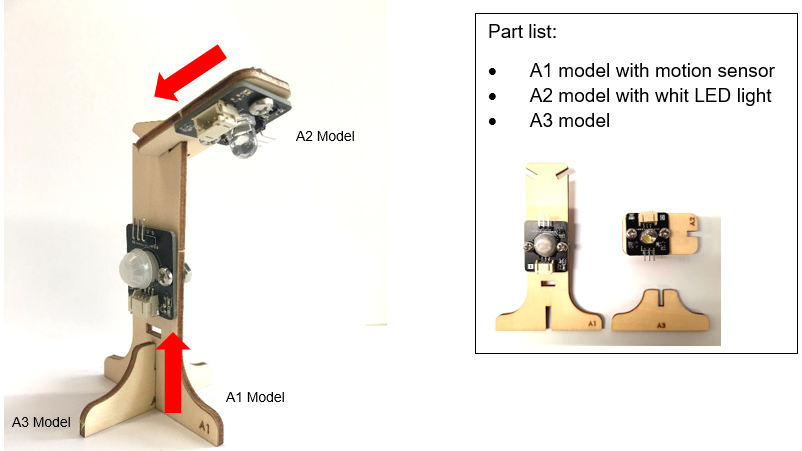 A2 Model
A1 Model
A3 Model
A1
Part list:
• A1 model with motion sensor
• A2 model with whit LED light
• A3 model
A2
A1
A3